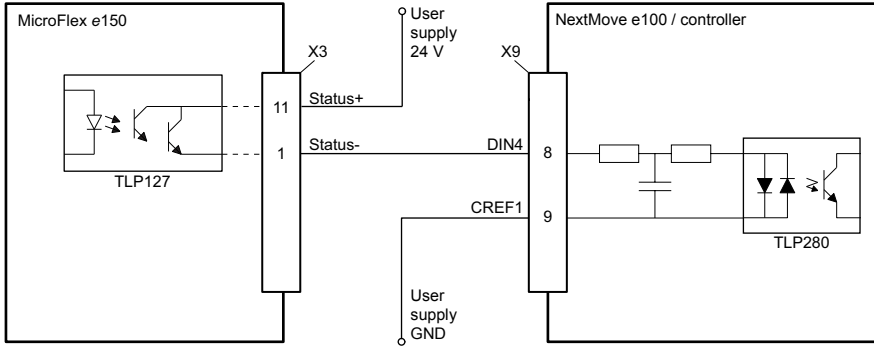 MicroFlex e150
User
supply
24 V
NextMove e100 / controller
X3
X9
11
Status+
1
Status-
DIN4
8
TLP127
CREF1
9
TLP280
User
supply
GND